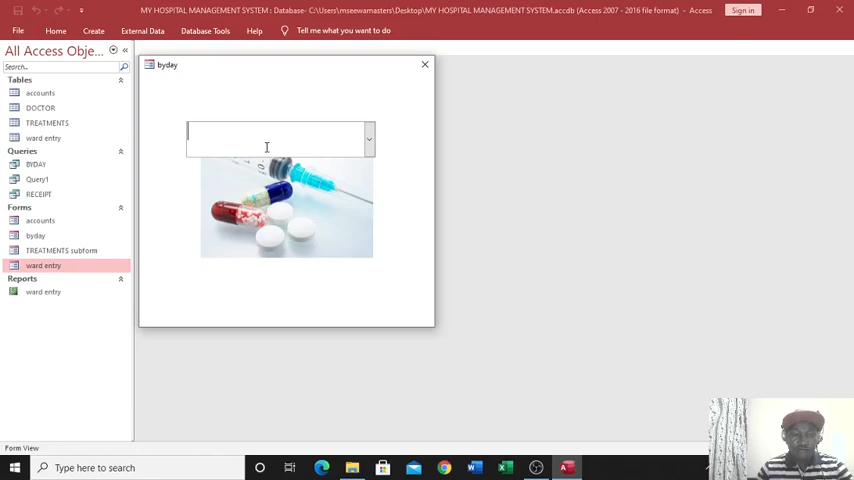 MY HOSPITAL MANAGEMENT SYSTEM : Database- C:\Users\mseewamasters\Desktop\MY HOSPITAL MANAGEMENT SYSTEM.accdb (Access 2007 - 2016 file format) - Access
Sign in
File
Home
Create
External Data
Database Tools
Help
Tell me what you want to do
All Access Obje...
Search..
Tables
accounts
DOCTOR
TREATMENTS
ward entry
Queries
BYDAY
Query1
RECEIPT
Forms
accounts
byday
TREATMENTS subform
ward entry
Reports
ward entry
byday
Form View
Type here to search